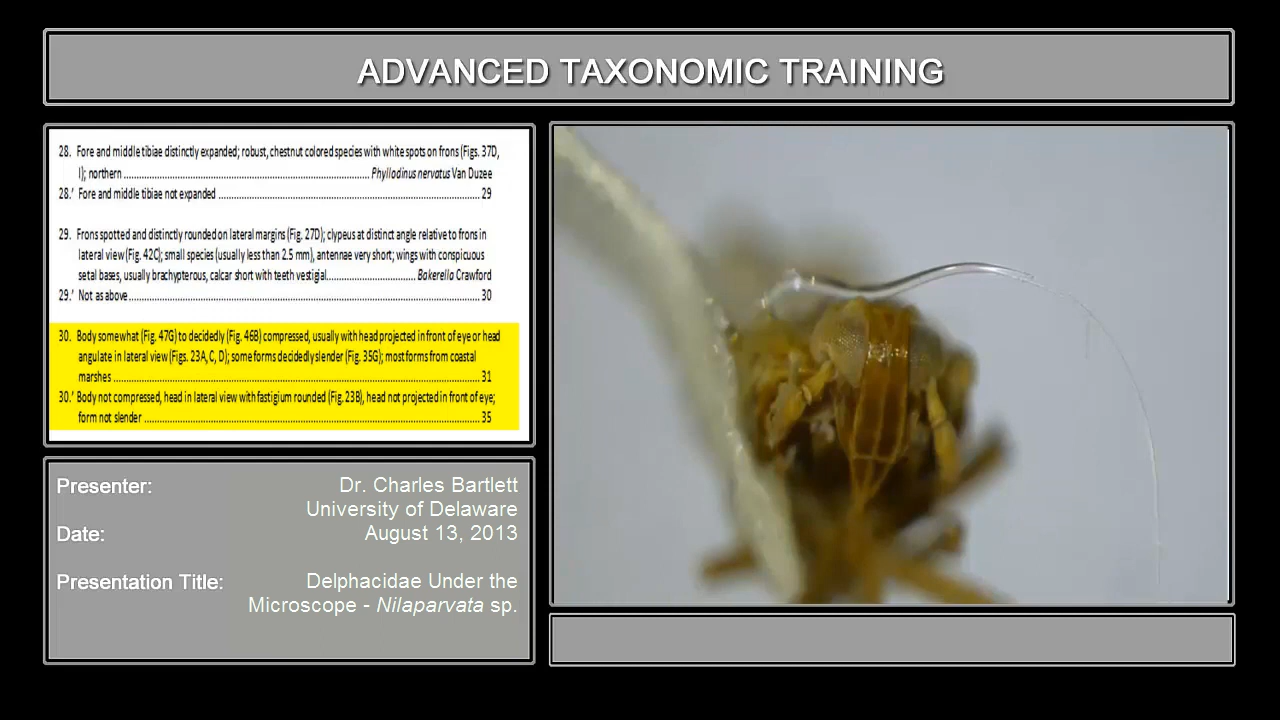 ADVANCED TAXONOMIC TRAINING
28. Fore and middle tibiae distinctly expanded; robust, chestnut colored species with white spots on frons (Figs. 37D,
I); northern ........................................ Phyllodinus nervatus Van Duzee
28.' Fore and middle tibiae not expanded ........................................ 29
29. Frons spotted and distinctly rounded on lateral margins (Fig. 27D); clypeus at distinct angle relative to frons in
lateral view (Fig. 42C); small species (usually less than 2.5 mm), antennae very short; wings with conspicuous
setal bases, usually brachypterous, calcar short with teeth vestigial........................................ Bakerella Crawford
29.' Not as above........................................ 30
30. Body somewhat (Fig. 47G) to decidedly (Fig. 46B) compressed, usually with head projected in front of eye or head
angulate in lateral view (Figs. 23A, C, D); some forms decidedly slender (Fig. 35G); most forms from coastal
marshes ........................................ 31
30.' Body not compressed, head in lateral view with fastigium rounded (Fig. 23B), head not projected in front of eye;
form not slender ........................................ 35
Presenter: Dr. Charles Bartlett
University of Delaware
Date: August 13, 2013
Presentation Title: Delphacidae Under the
Microscope - Nilaparvata sp.